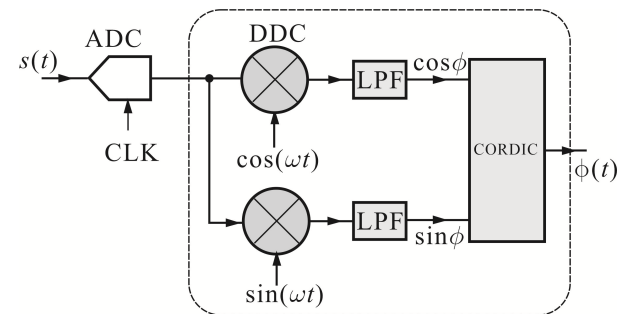 ADC
DDC
s(t)
LPF
cosϕ
CLK
cos(ωt)
CORDIC
ϕ(t)
LPF
sinϕ
sin(ωt)